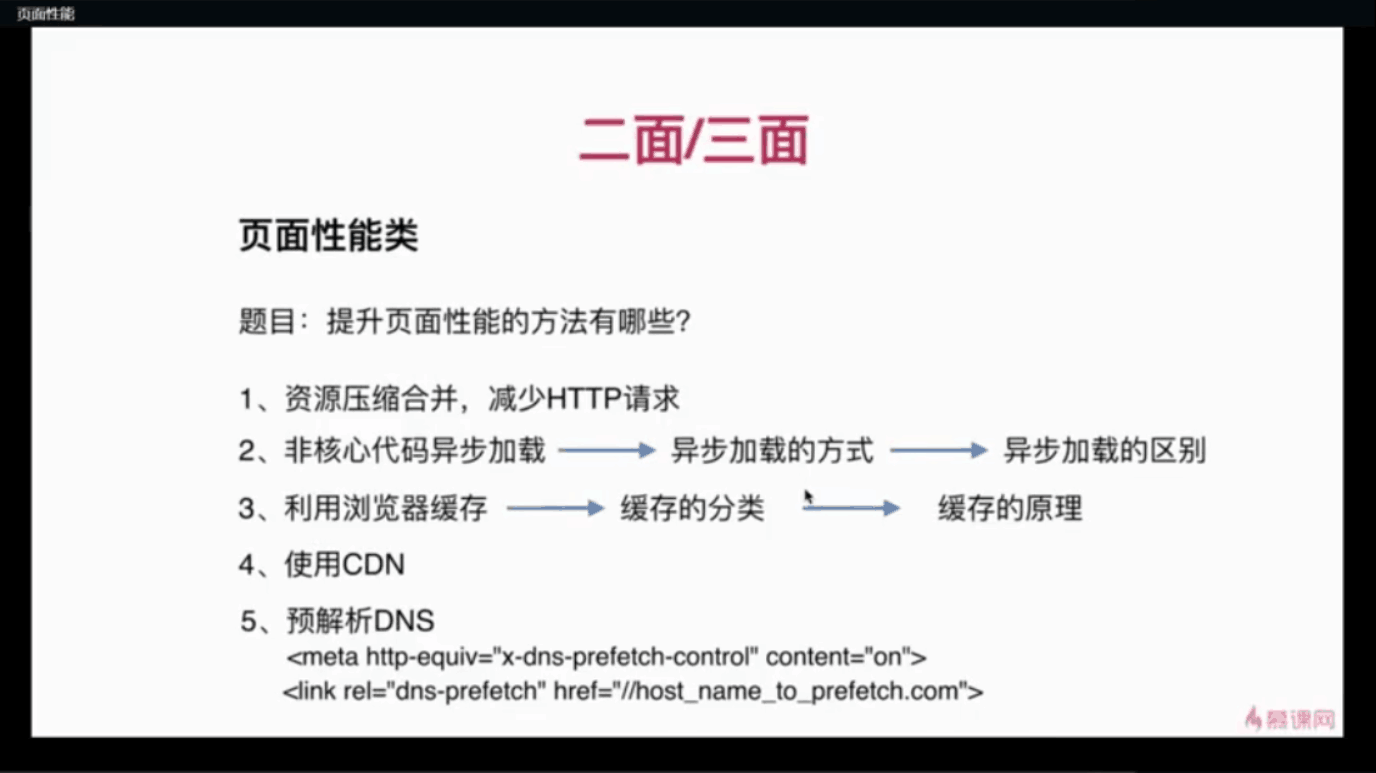 页面性能
二面/三面
页面性能类
题目：提升页面性能的方法有哪些？
1、资源压缩合并，减少HTTP请求
2、非核心代码异步加载 异步加载的方式 异步加载的区别
3、利用浏览器缓存 缓存的分类 缓存的原理
4、使用CDN
5、预解析DNS
<meta http-equiv="x-dns-prefetch-control" content="on">
<link rel="dns-prefetch" href="//host_name_to_prefetch.com">
慕课网